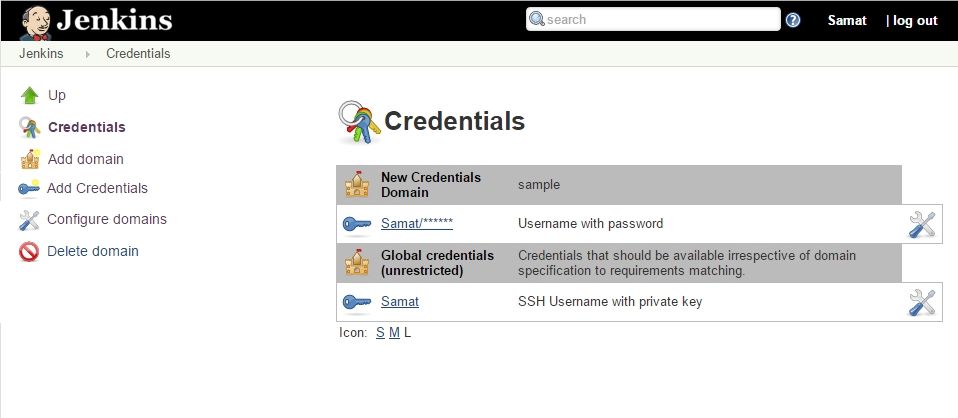 Jenkins
search
?
Samat
| log out
Jenkins
Credentials
Up
Credentials
Add domain
Add Credentials
Configure domains
Delete domain
Credentials
New Credentials
Domain
sample
Samat/******
Username with password
Global credentials
(unrestricted)
Credentials that should be available irrespective of domain
specification to requirements matching.
Samat
SSH Username with private key
Icon: S M L